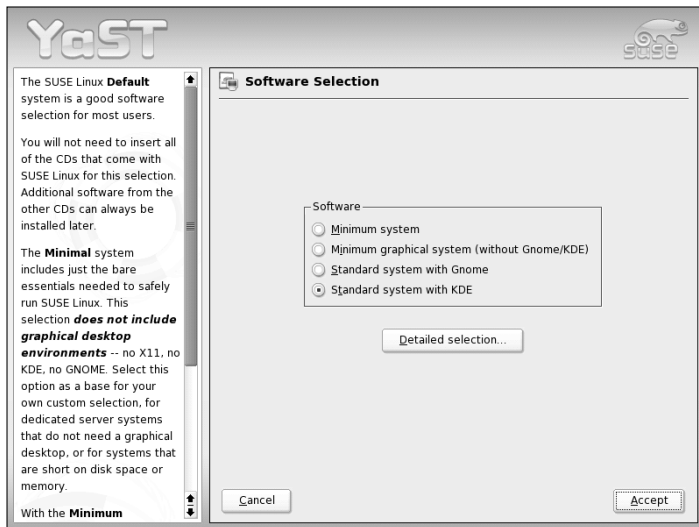 YaST
SUSE
The SUSE Linux Default
system is a good software
selection for most users.
You will not need to insert all
of the CDs that come with
SUSE Linux for this selection.
Additional software from the
other CDs can always be
installed later.
The Minimal system
includes just the bare
essentials needed to safely
run SUSE Linux. This
selection does not include
graphical desktop
environments -- no X11, no
KDE, no GNOME. Select this
option as a base for your
own custom selection, for
dedicated server systems
that do not need a graphical
desktop, or for systems that
are short on disk space or
memory.
With the Minimum
Software Selection
Software
Minimum system
Minimum graphical system (without Gnome/KDE)
Standard system with Gnome
Standard system with KDE
Detailed selection...
Cancel
Accept